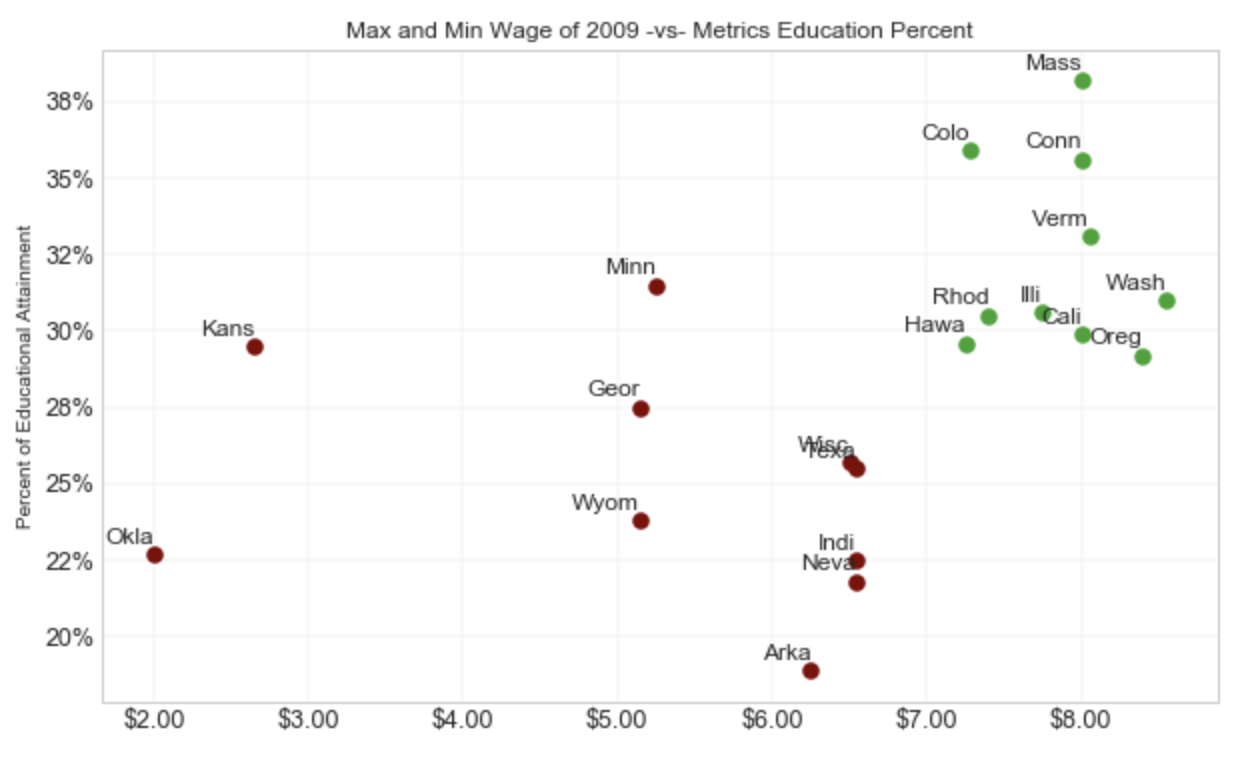 Max and Min Wage of 2009 -vs- Metrics Education Percent
Percent of Educational Attainment
38%
35%
32%
30%
28%
25%
22%
20%
Mass
Colo
Conn
Verm
Minn
Wash
Illi
Rhod
Cali
Hawa
Kans
Oreg
Geor
Wisc
Texa
Wyom
Okla
Indi
Neva
Arka
$2.00
$3.00
$4.00
$5.00
$6.00
$7.00
$8.00